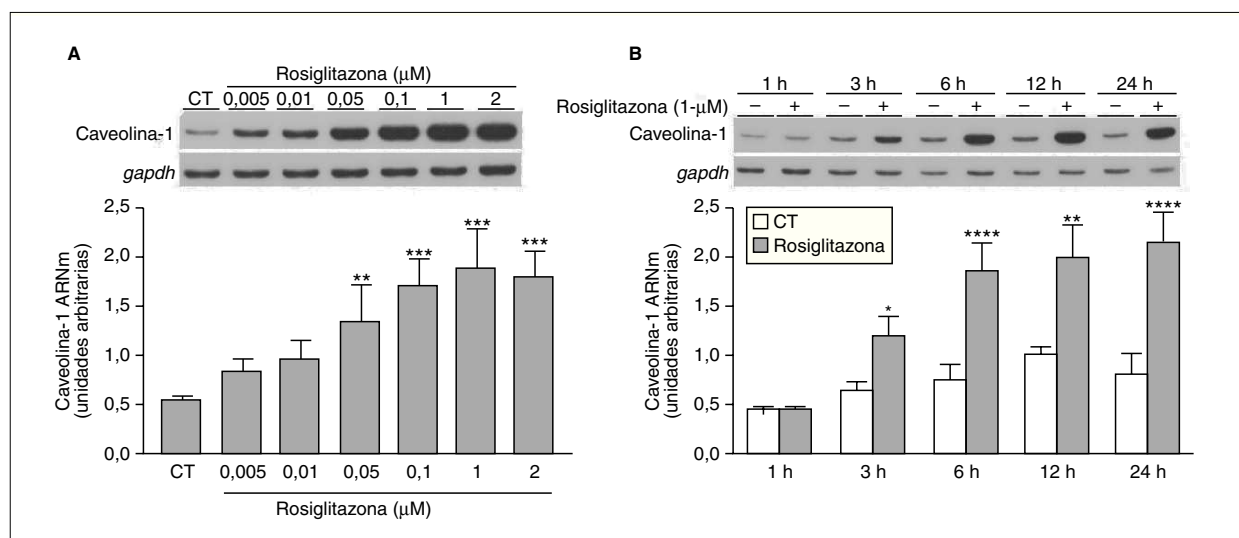 A
Rosiglitazona (μM)
CT 0,005 0,01 0,05 0,1 1 2
Caveolina-1
gapdh
2,5
2,0
1,5
1,0
0,5
0,0
Caveolina-1 ARNm
(unidades arbitrarias)
** *** *** ***
CT 0,005 0,01 0,05 0,1 1 2
Rosiglitazona (μM)
B
1 h 3 h 6 h 12 h 24 h
Rosiglitazona (1-μM) – + – + – + – + – +
Caveolina-1
gapdh
2,5
2,0
1,5
1,0
0,5
0,0
Caveolina-1 ARNm
(unidades arbitrarias)
CT
Rosiglitazona
* **** ** ****
1 h 3 h 6 h 12 h 24 h